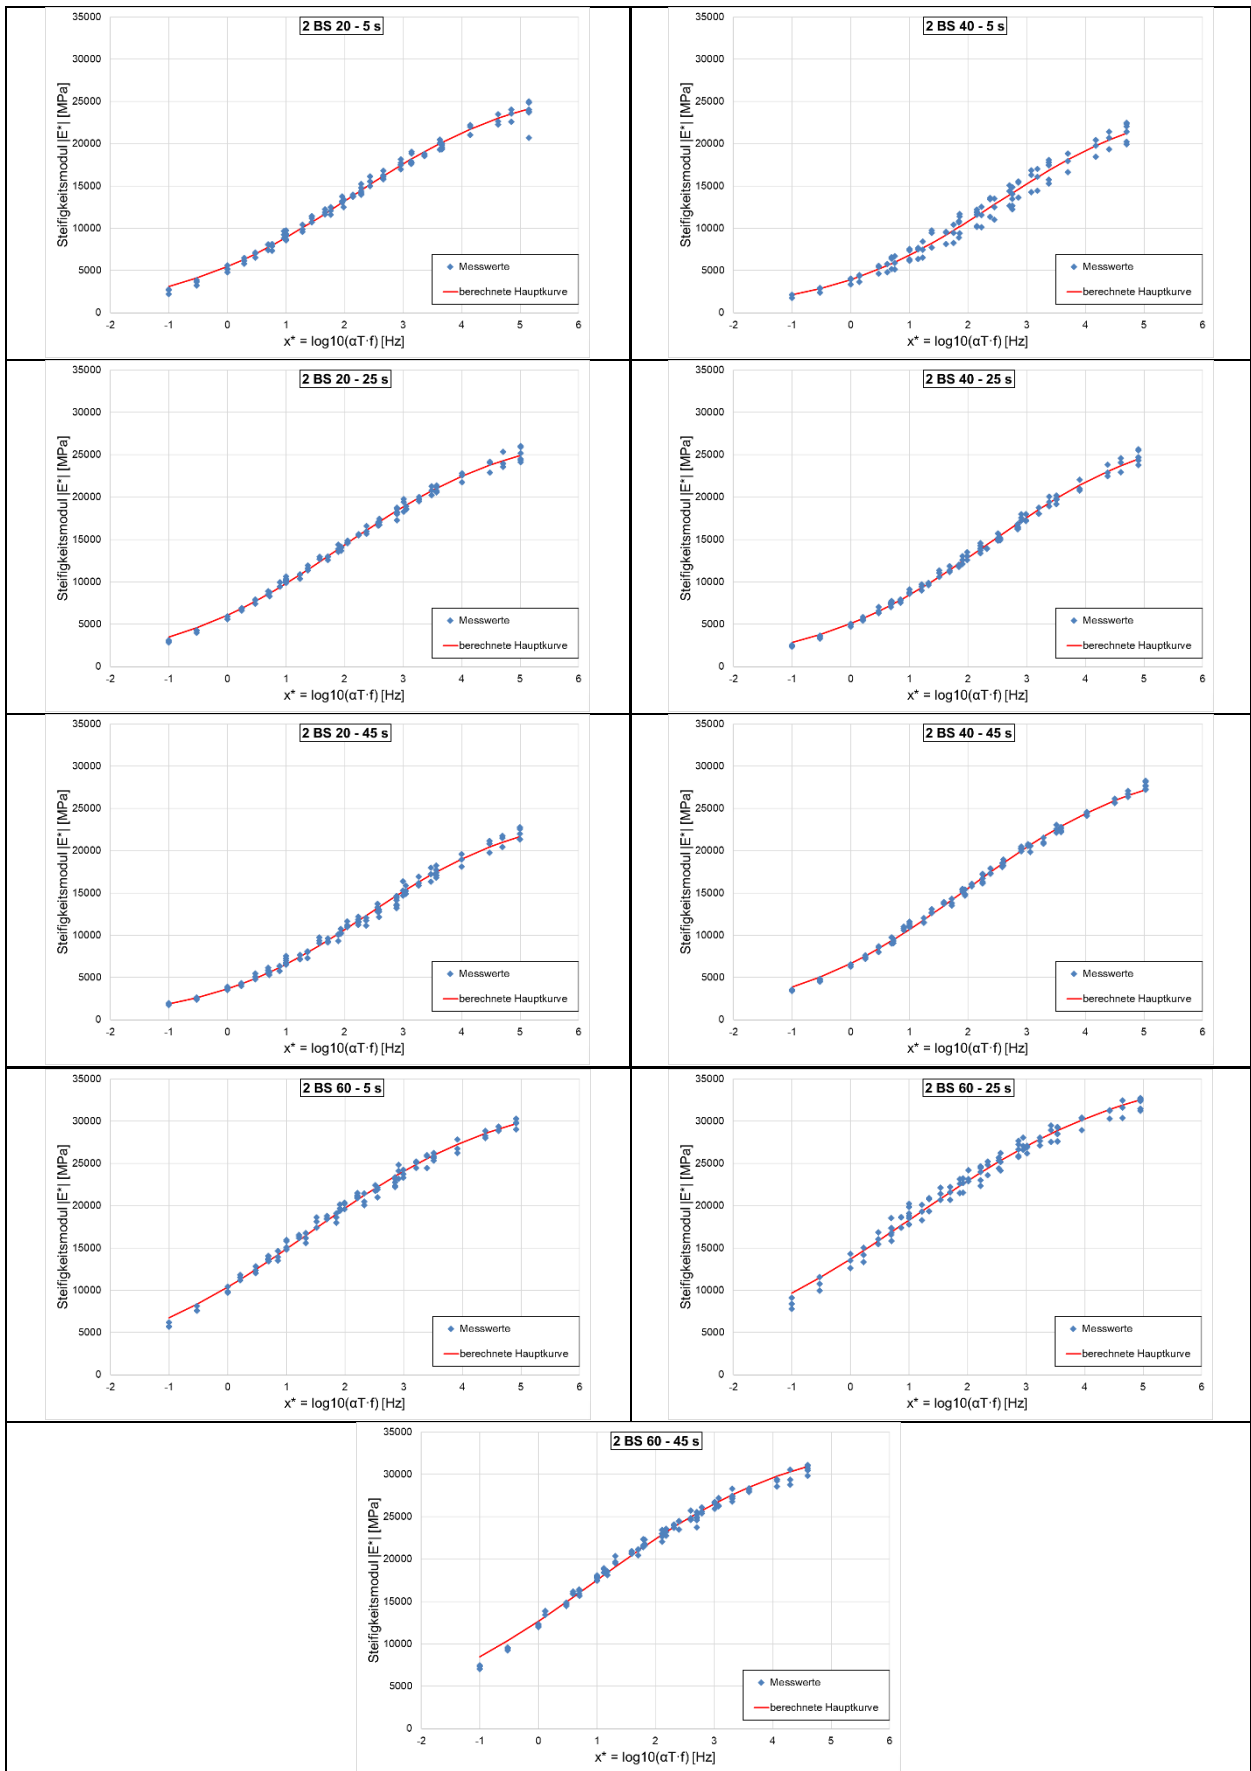 2 BS 20 - 5 s
Steifigkeitsmodul |E*| [MPa]
35000
30000
25000
20000
15000
10000
5000
0
Messwerte
berechnete Hauptkurve
-2 -1 0 1 2 3 4 5 6
x* = log10(αT·f) [Hz]
2 BS 40 - 5 s
Steifigkeitsmodul |E*| [MPa]
35000
30000
25000
20000
15000
10000
5000
0
Messwerte
berechnete Hauptkurve
-2 -1 0 1 2 3 4 5 6
x* = log10(αT·f) [Hz]
2 BS 20 - 25 s
Steifigkeitsmodul |E*| [MPa]
35000
30000
25000
20000
15000
10000
5000
0
Messwerte
berechnete Hauptkurve
-2 -1 0 1 2 3 4 5 6
x* = log10(αT·f) [Hz]
2 BS 40 - 25 s
Steifigkeitsmodul |E*| [MPa]
35000
30000
25000
20000
15000
10000
5000
0
Messwerte
berechnete Hauptkurve
-2 -1 0 1 2 3 4 5 6
x* = log10(αT·f) [Hz]
2 BS 20 - 45 s
Steifigkeitsmodul |E*| [MPa]
35000
30000
25000
20000
15000
10000
5000
0
Messwerte
berechnete Hauptkurve
-2 -1 0 1 2 3 4 5 6
x* = log10(αT·f) [Hz]
2 BS 40 - 45 s
Steifigkeitsmodul |E*| [MPa]
35000
30000
25000
20000
15000
10000
5000
0
Messwerte
berechnete Hauptkurve
-2 -1 0 1 2 3 4 5 6
x* = log10(αT·f) [Hz]
2 BS 60 - 5 s
Steifigkeitsmodul |E*| [MPa]
35000
30000
25000
20000
15000
10000
5000
0
Messwerte
berechnete Hauptkurve
-2 -1 0 1 2 3 4 5 6
x* = log10(αT·f) [Hz]
2 BS 60 - 25 s
Steifigkeitsmodul |E*| [MPa]
35000
30000
25000
20000
15000
10000
5000
0
Messwerte
berechnete Hauptkurve
-2 -1 0 1 2 3 4 5 6
x* = log10(αT·f) [Hz]
2 BS 60 - 45 s
Steifigkeitsmodul |E*| [MPa]
35000
30000
25000
20000
15000
10000
5000
0
Messwerte
berechnete Hauptkurve
-2 -1 0 1 2 3 4 5 6
x* = log10(αT·f) [Hz]